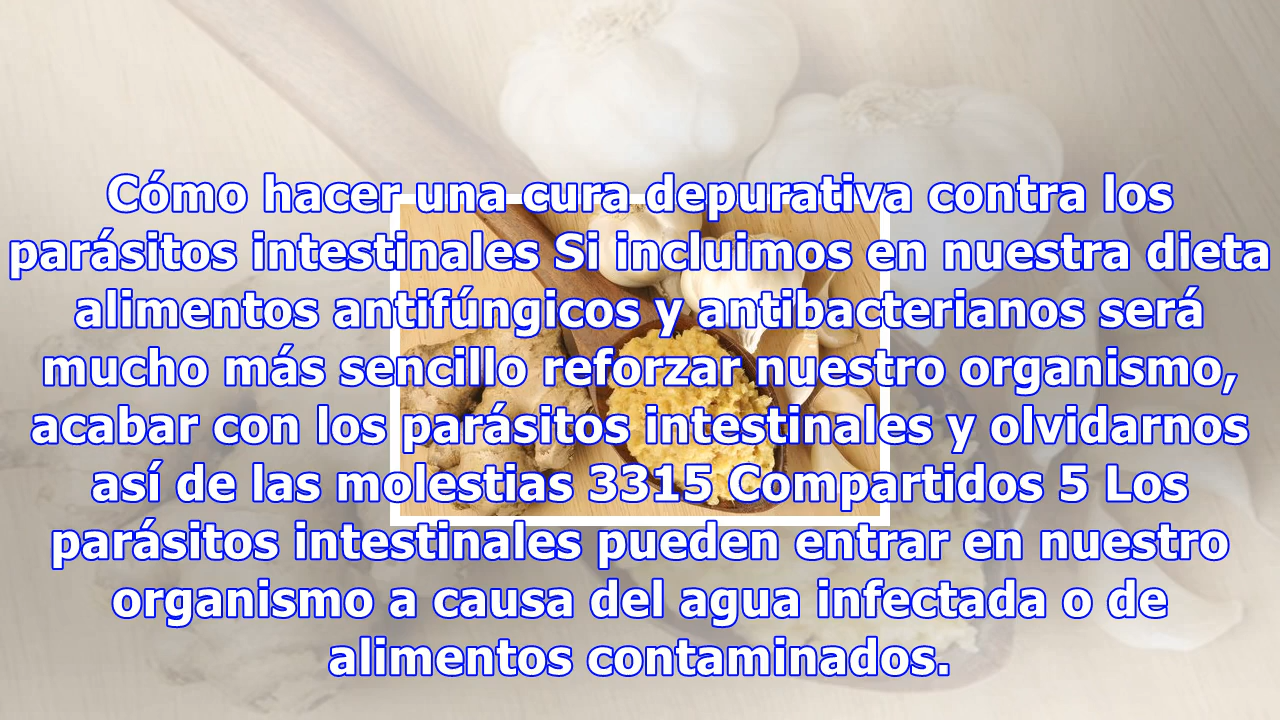 Cómo hacer una cura depurativa contra los
parásitos intestinales Si incluimos en nuestra dieta
alimentos antifúngicos y antibacterianos será
mucho más sencillo reforzar nuestro organismo,
acabar con los parásitos intestinales y olvidarnos
así de las molestias 3315 Compartidos 5 Los
parásitos intestinales pueden entrar en nuestro
organismo a causa del agua infectada o de
alimentos contaminados.